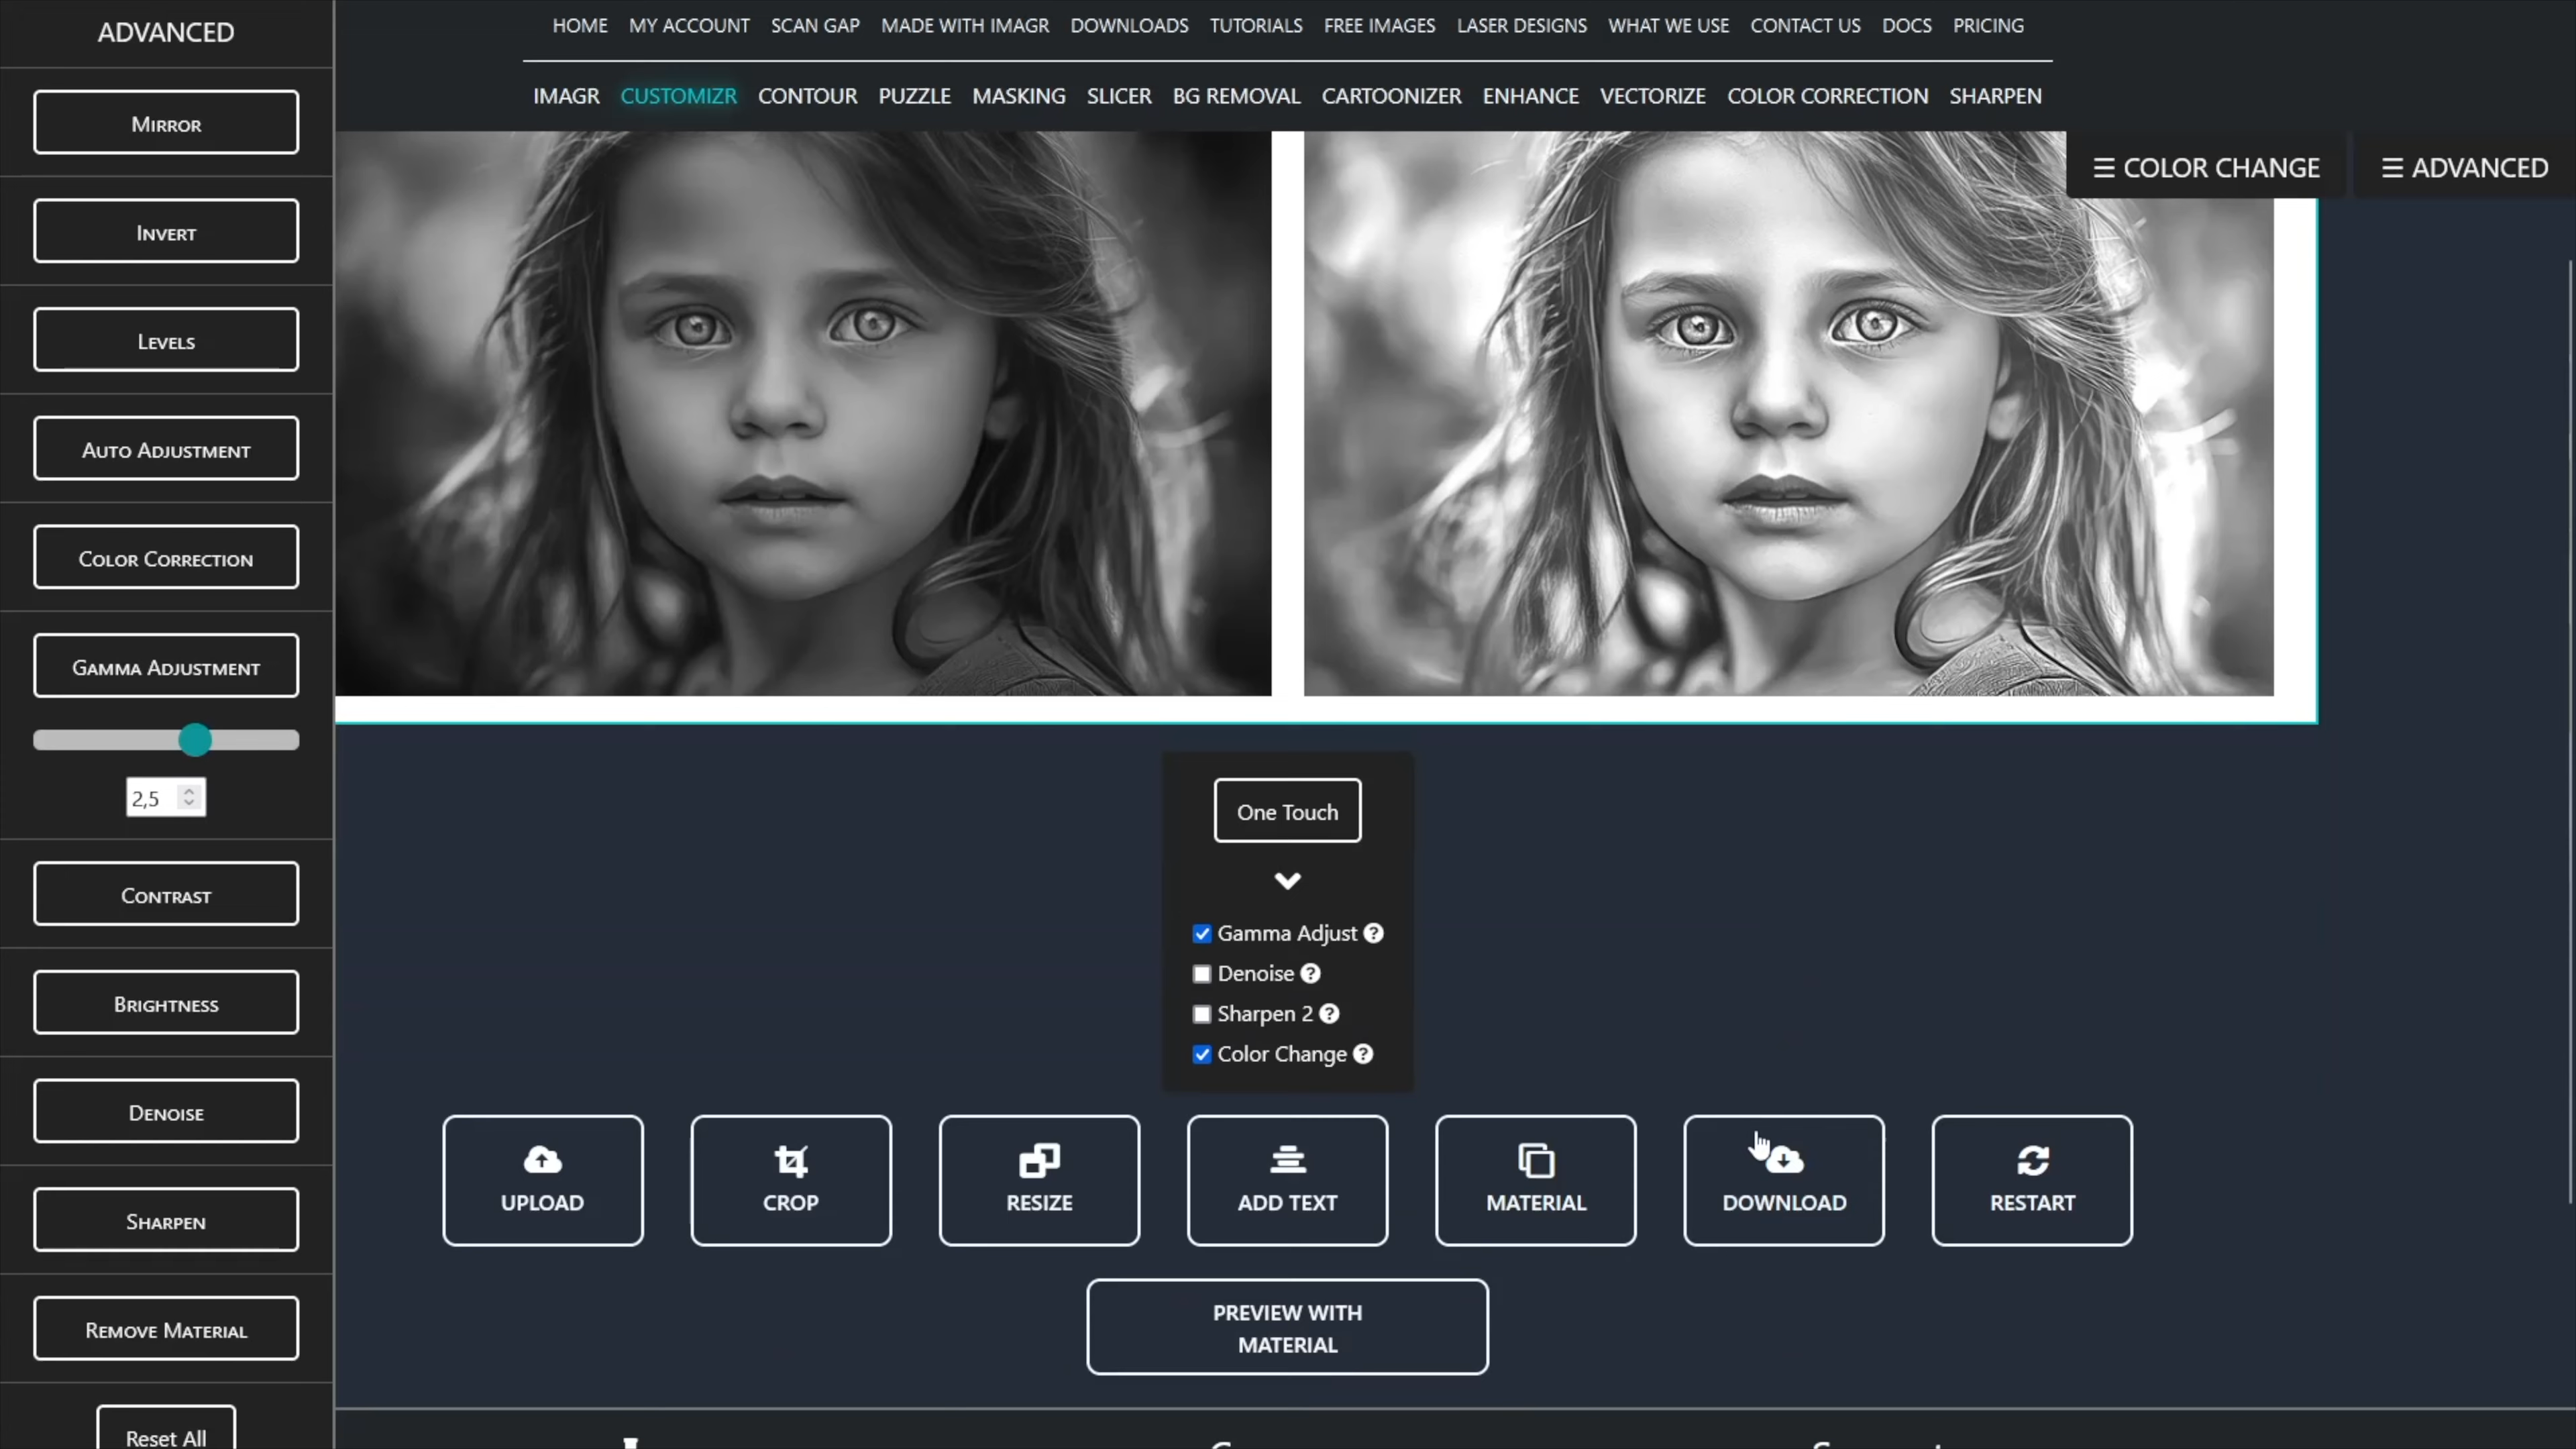 ADVANCED
HOME MY ACCOUNT SCAN GAP MADE WITH IMAGR DOWNLOADS TUTORIALS FREE IMAGES LASER DESIGNS WHAT WE USE CONTACT US DOCS PRICING
IMAGR CUSTOMIZR CONTOUR PUZZLE MASKING SLICER BG REMOVAL CARTOONIZER ENHANCE VECTORIZE COLOR CORRECTION SHARPEN
☰ COLOR CHANGE ☰ ADVANCED
MIRROR
INVERT
LEVELS
AUTO ADJUSTMENT
COLOR CORRECTION
GAMMA ADJUSTMENT
2,5
CONTRAST
BRIGHTNESS
DENOISE
SHARPEN
REMOVE MATERIAL
Reset All
One Touch
Gamma Adjust ?
Denoise ?
Sharpen 2 ?
Color Change ?
UPLOAD CROP RESIZE ADD TEXT MATERIAL DOWNLOAD RESTART
PREVIEW WITH
MATERIAL